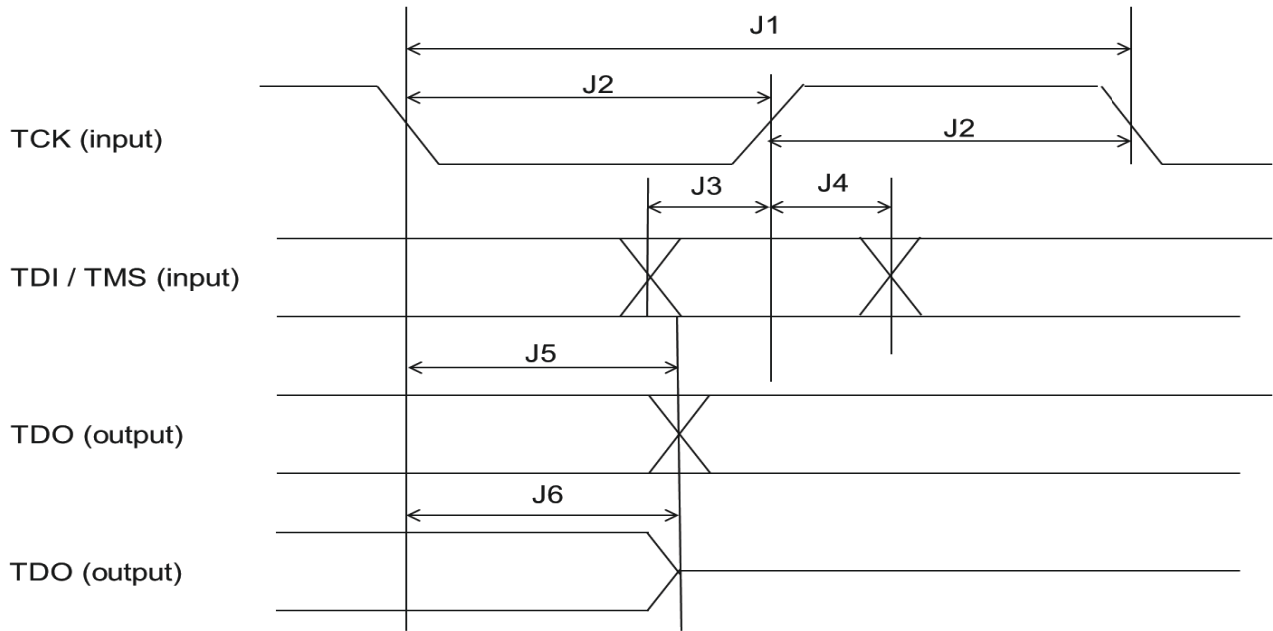 J1
J2
TCK (input)
J2
J3
J4
TDI / TMS (input)
J5
TDO (output)
J6
TDO (output)